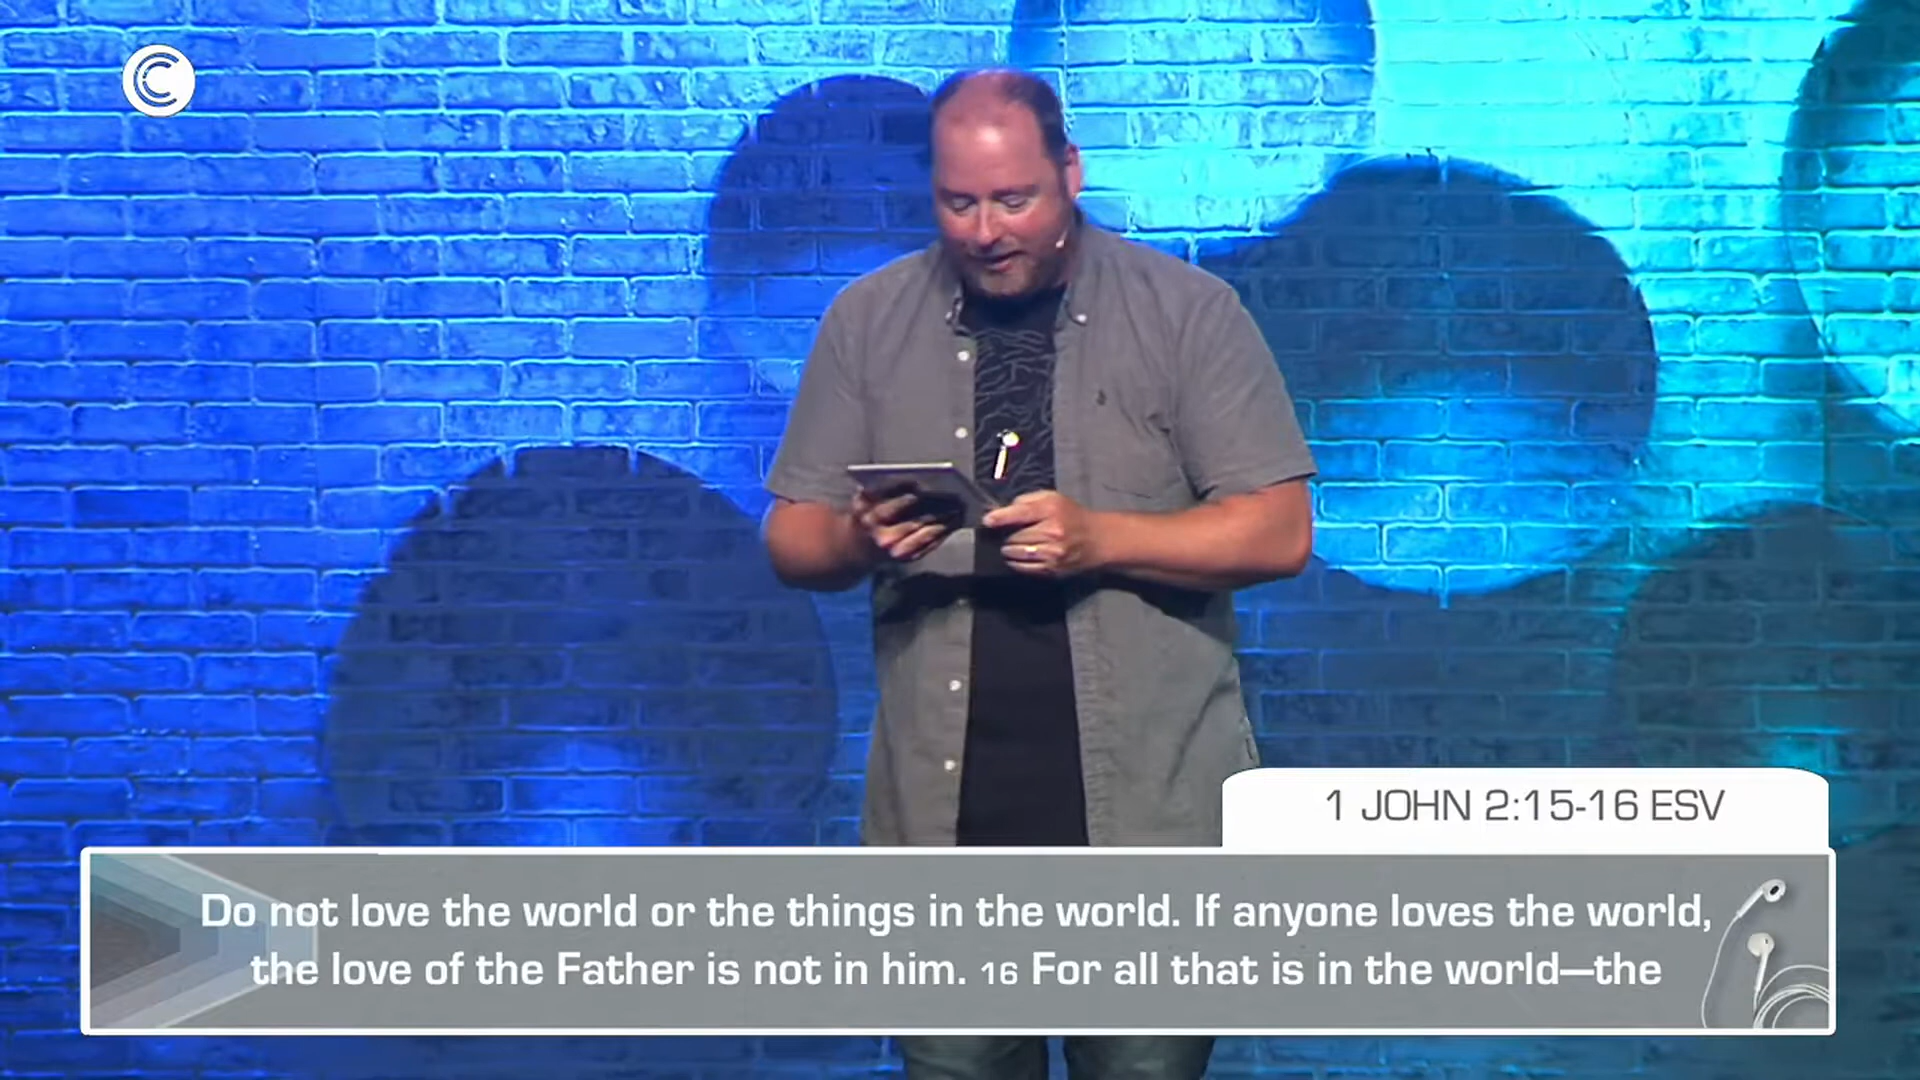 1 JOHN 2:15-16 ESV
Do not love the world or the things in the world. If anyone loves the world,
the love of the Father is not in him. 16 For all that is in the world—the